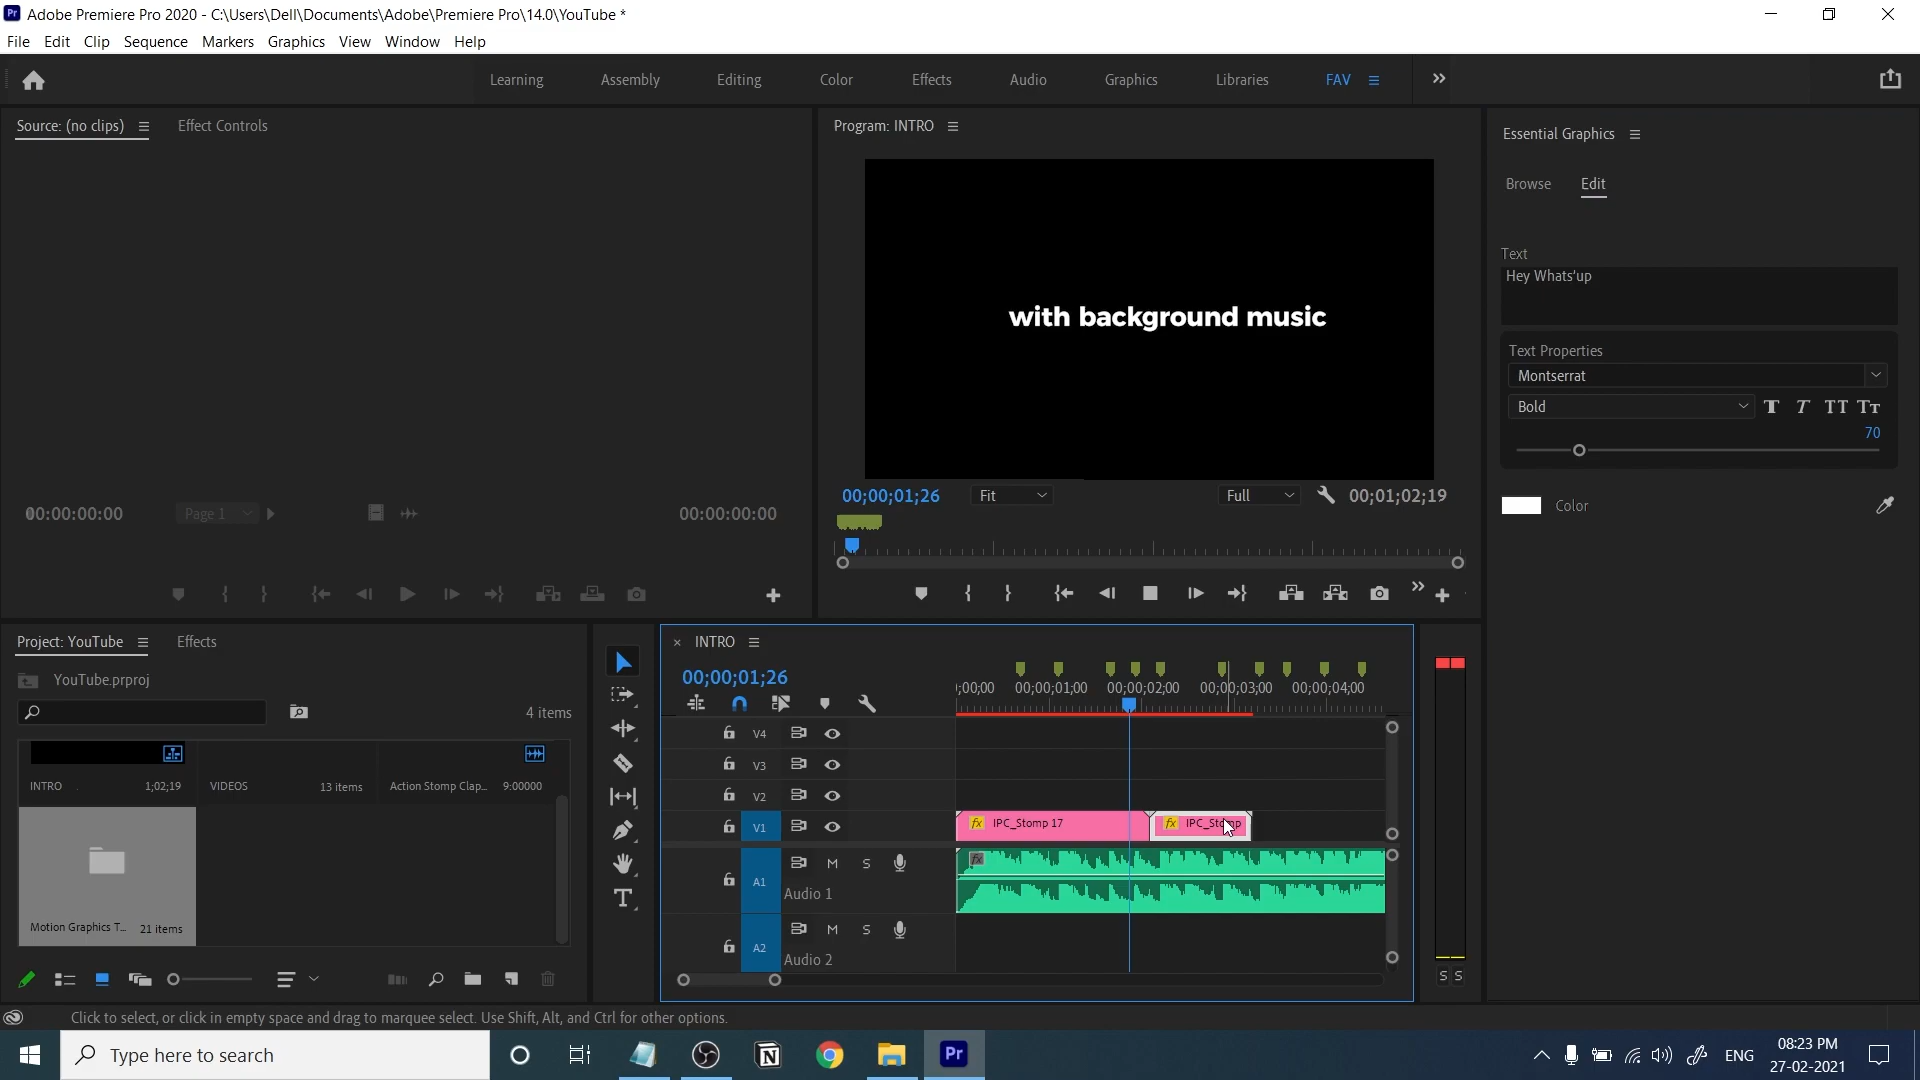 Adobe Premiere Pro 2020 - C:\Users\Dell\Documents\Adobe\Premiere Pro\14.0\YouTube *
File Edit Clip Sequence Markers Graphics View Window Help
Learning Assembly Editing Color Effects Audio Graphics Libraries FAV
Source: (no clips) Effect Controls
Program: INTRO
Essential Graphics
Browse Edit
Text
Hey Whats'up
with background music
Text Properties
Montserrat
Bold
70
Color
00:00:00:00 Page 1 00:00:00:00
00;00;01;26 Fit Full 00;01;02;19
Project: YouTube Effects
YouTube.prproj
4 items
INTRO 1;02;19 VIDEOS 13 items Action Stomp Clap... 9:00000
Motion Graphics T... 21 items
INTRO
00;00;01;26
;00;00 00;00;01;00 00;00;02;00 00;00;03;00 00;00;04;00
V4
V3
V2
V1 fx IPC_Stomp 17 fx IPC_Stomp
A1 M S fx
Audio 1
A2 M S
Audio 2
S S
Click to select, or click in empty space and drag to marquee select. Use Shift, Alt, and Ctrl for other options.
Type here to search
ENG
08:23 PM
27-02-2021